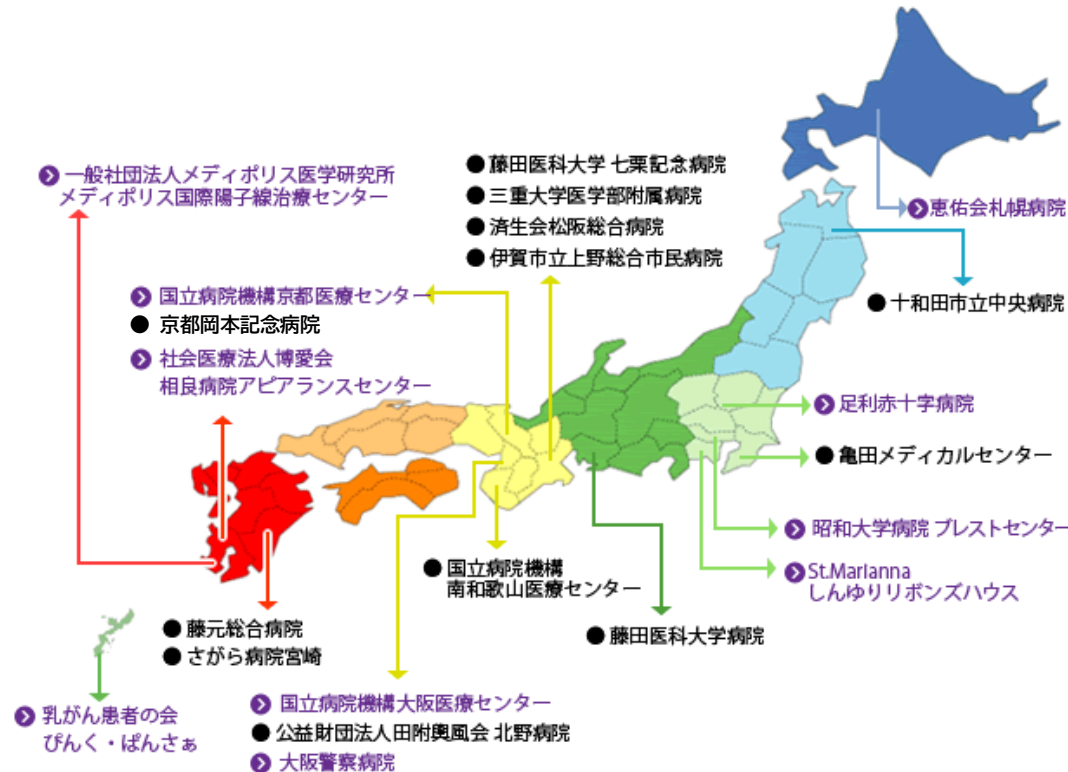 一般社団法人メディポリス医学研究所
メディポリス国際陽子線治療センター
● 藤田医科大学 七栗記念病院
● 三重大学医学部附属病院
● 済生会松阪総合病院
● 伊賀市立上野総合市民病院
恵佑会札幌病院
国立病院機構京都医療センター
● 京都岡本記念病院
社会医療法人博愛会
相良病院アピアランスセンター
● 十和田市立中央病院
足利赤十字病院
● 亀田メディカルセンター
昭和大学病院 ブレストセンター
St.Marianna
しんゆりリボンズハウス
● 国立病院機構
南和歌山医療センター
● 藤田医科大学病院
● 藤元総合病院
● さがら病院宮崎
乳がん患者の会
ぴんく・ぱんさぁ
国立病院機構大阪医療センター
● 公益財団法人田附興風会 北野病院
大阪警察病院